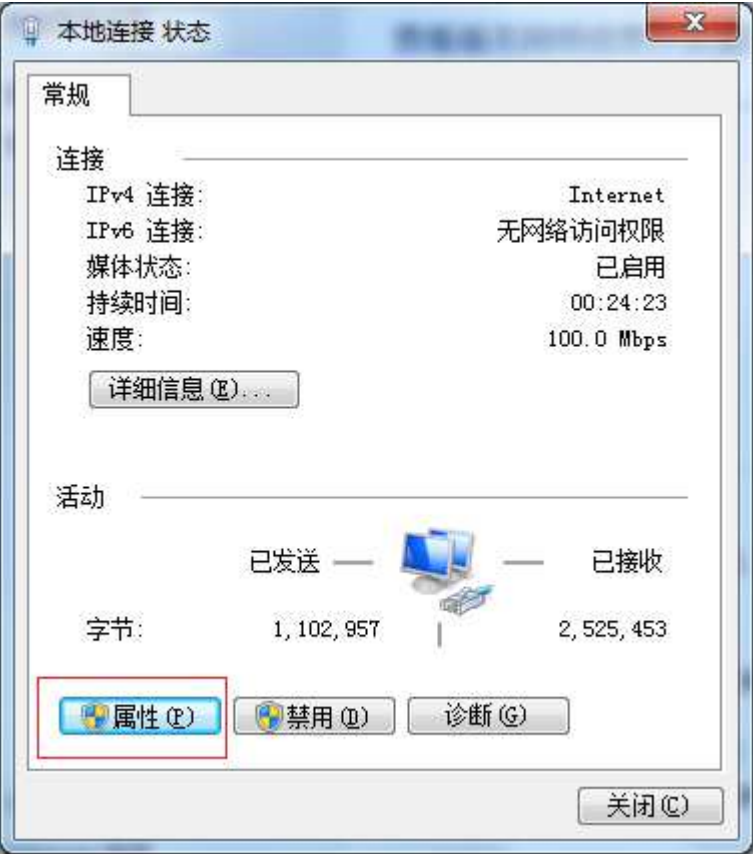 本地连接 状态
常规
连接
IPv4 连接: Internet
IPv6 连接: 无网络访问权限
媒体状态: 已启用
持续时间: 00:24:23
速度: 100.0 Mbps
详细信息(E)...
活动
已发送 已接收
字节: 1,102,957 2,525,453
属性(P) 禁用(D) 诊断(G)
关闭(C)